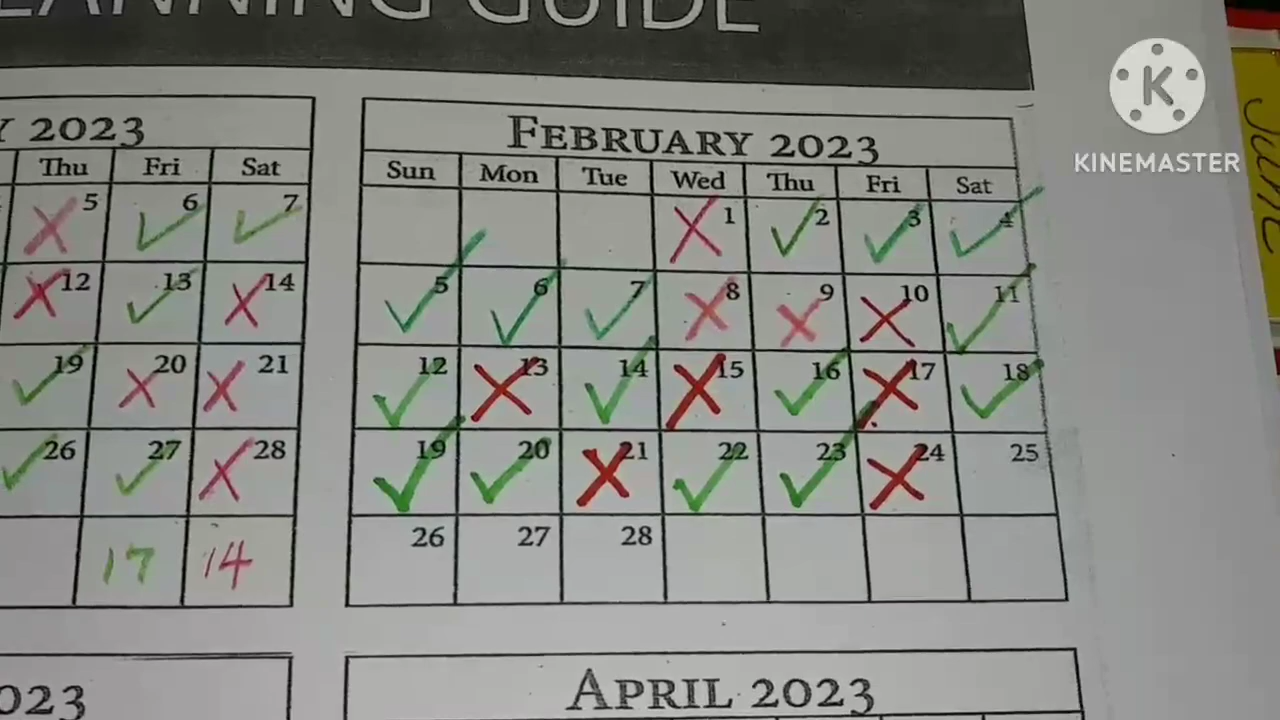 LANNING GUIDE
Y 2023
Thu Fri Sat
5 6 7
12 13 14
19 20 21
26 27 28
17 14
FEBRUARY 2023
Sun Mon Tue Wed Thu Fri Sat
1 2 3 4
5 6 7 8 9 10 11
12 13 14 15 16 17 18
19 20 21 22 23 24 25
26 27 28
023
APRIL 2023
K
KINEMASTER
June